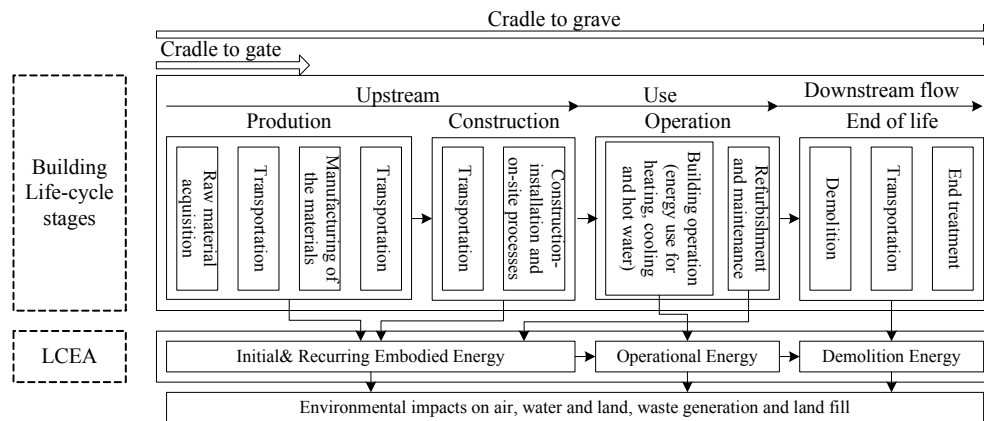 Cradle to grave
Cradle to gate
Building
Life-cycle
stages
Upstream
Use
Downstream flow
Prodution
Construction
Operation
End of life
Raw material
acquisition
Transportation
Manufacturing of
the materials
Transportation
Transportation
Construction-
installation and
on-site processes
Building operation
(energy use for
heating, cooling
and hot water)
Refurbishment
and maintenance
Demolition
Transportation
End treatment
LCEA
Initial& Recurring Embodied Energy
Operational Energy
Demolition Energy
Environmental impacts on air, water and land, waste generation and land fill